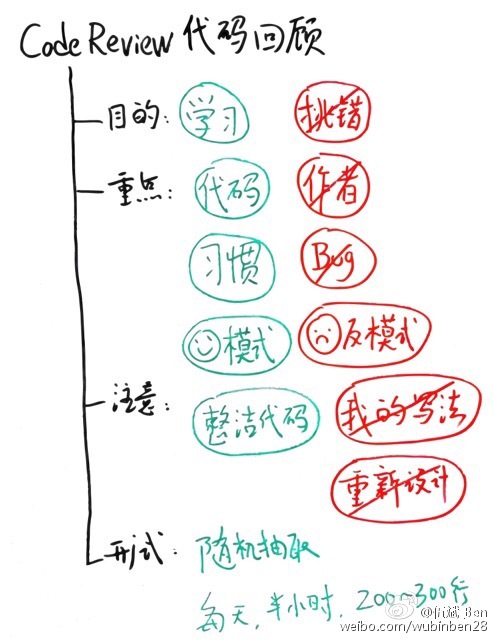 Code Review 代码回顾
目的: 学习 挑错
重点: 代码 作者
习惯 Bug
模式 反模式
注意: 整洁代码 我的写法
重新设计
形式: 随机抽取
每天, 半小时, 200~300行
weibo.com/wubinben28